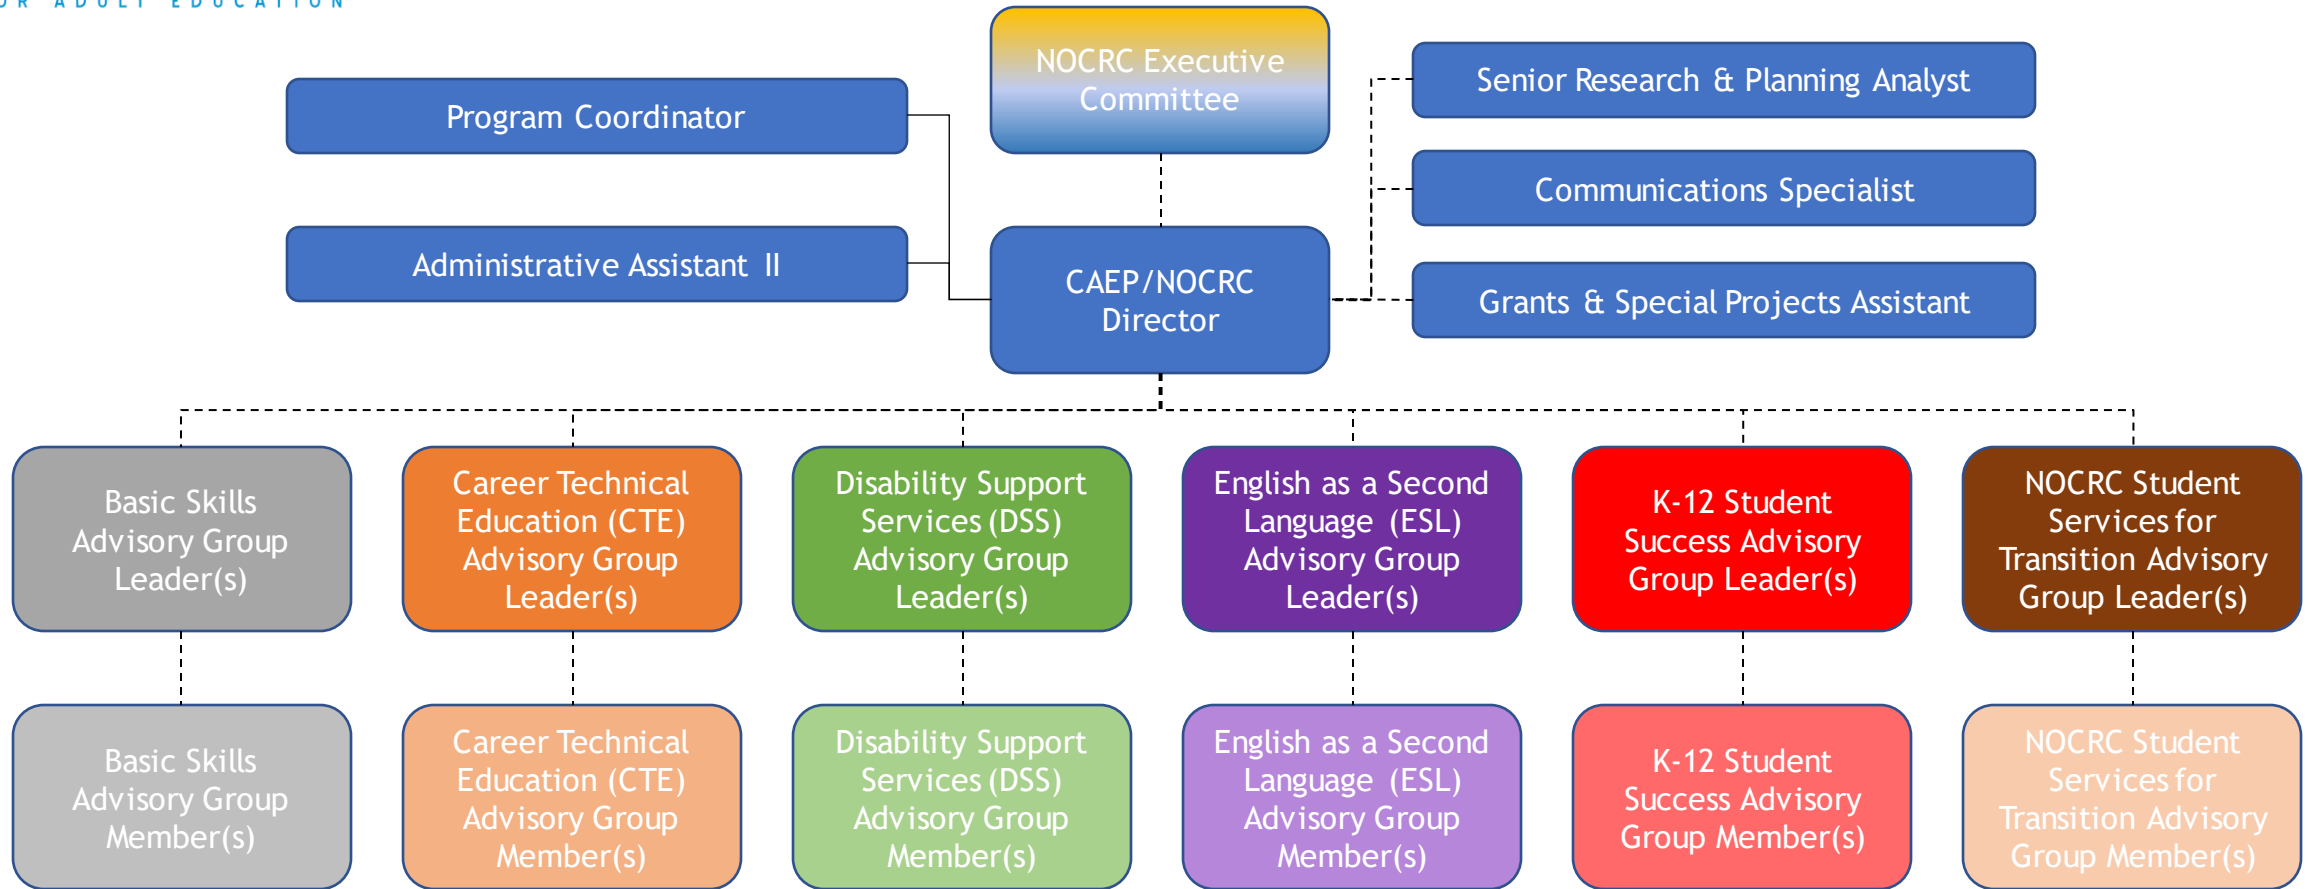 FOR ADULT EDUCATION
NOCRC Executive
Committee
Program Coordinator
Administrative Assistant II
CAEP/NOCRC
Director
Senior Research & Planning Analyst
Communications Specialist
Grants & Special Projects Assistant
Basic Skills
Advisory Group
Leader(s)
Career Technical
Education (CTE)
Advisory Group
Leader(s)
Disability Support
Services (DSS)
Advisory Group
Leader(s)
English as a Second
Language (ESL)
Advisory Group
Leader(s)
K-12 Student
Success Advisory
Group Leader(s)
NOCRC Student
Services for
Transition Advisory
Group Leader(s)
Basic Skills
Advisory Group
Member(s)
Career Technical
Education (CTE)
Advisory Group
Member(s)
Disability Support
Services (DSS)
Advisory Group
Member(s)
English as a Second
Language (ESL)
Advisory Group
Member(s)
K-12 Student
Success Advisory
Group Member(s)
NOCRC Student
Services for
Transition Advisory
Group Member(s)